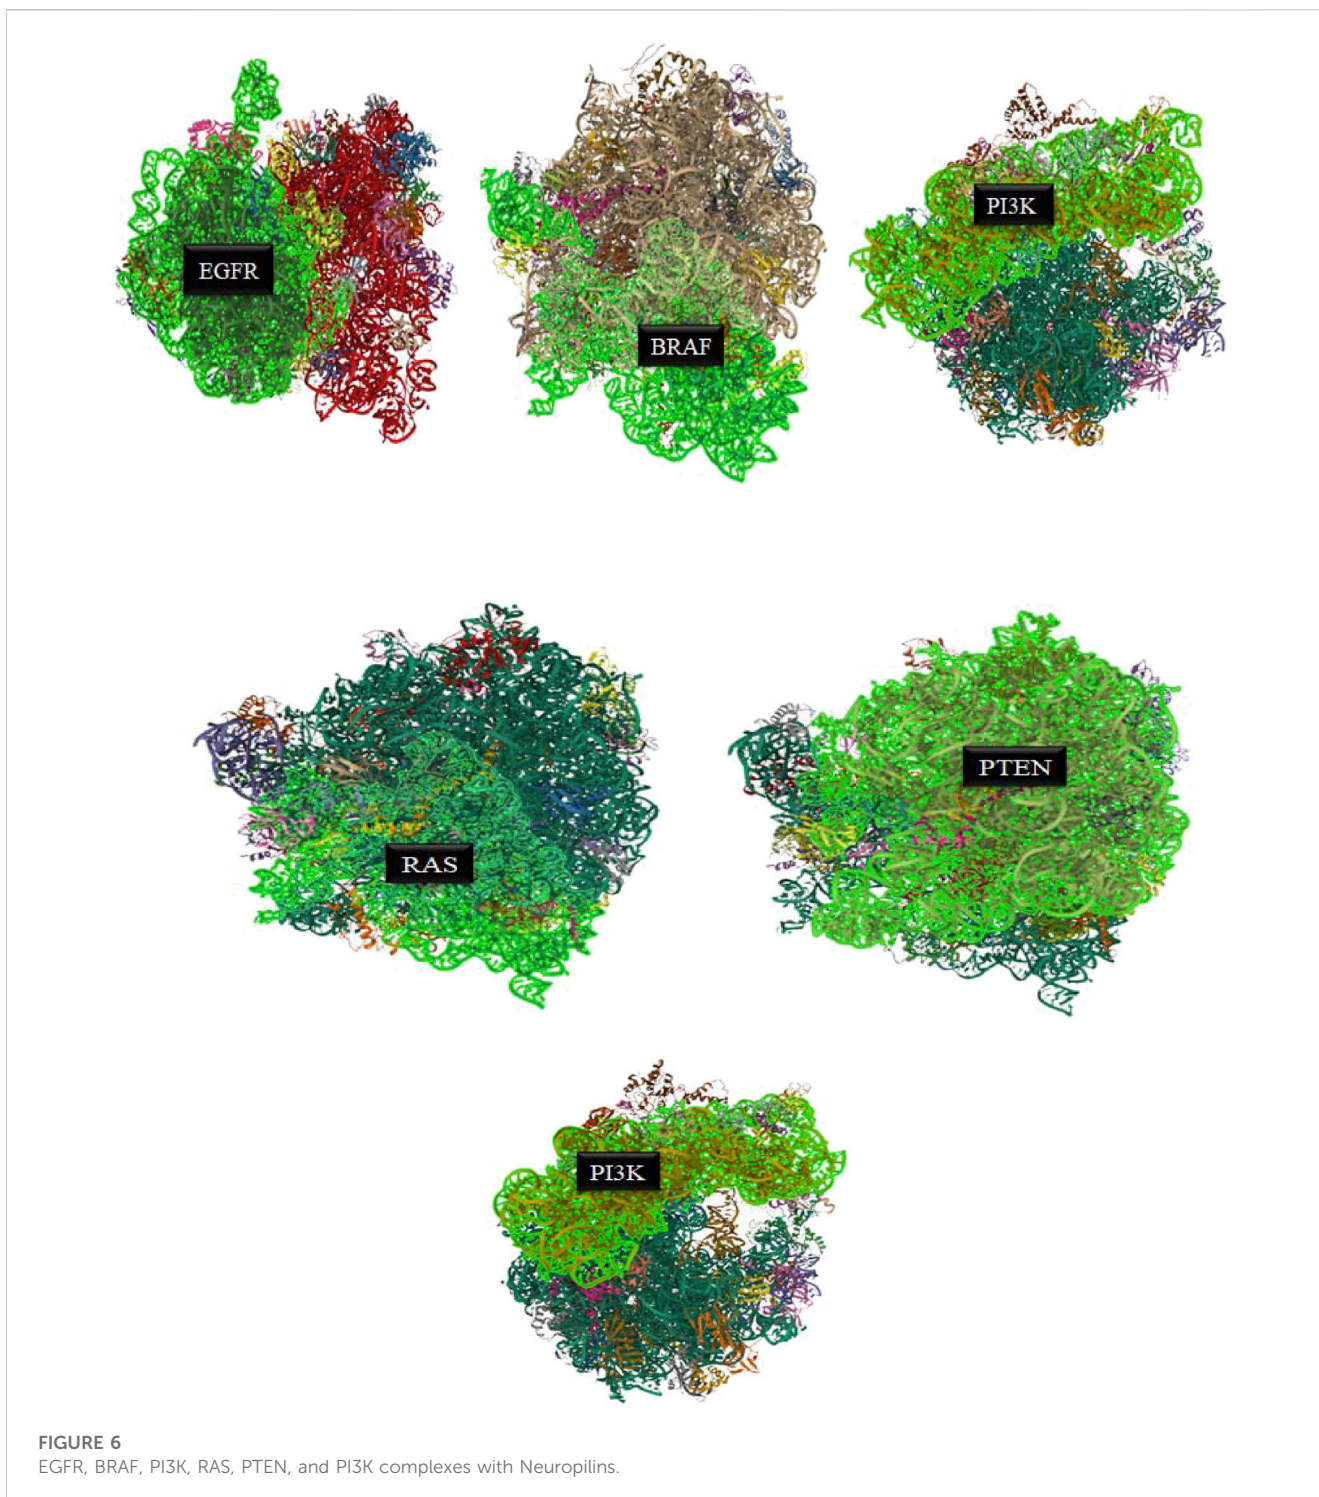 EGFR
BRAF
PI3K
RAS
PTEN
PI3K
FIGURE 6
EGFR, BRAF, PI3K, RAS, PTEN, and PI3K complexes with Neuropilins.